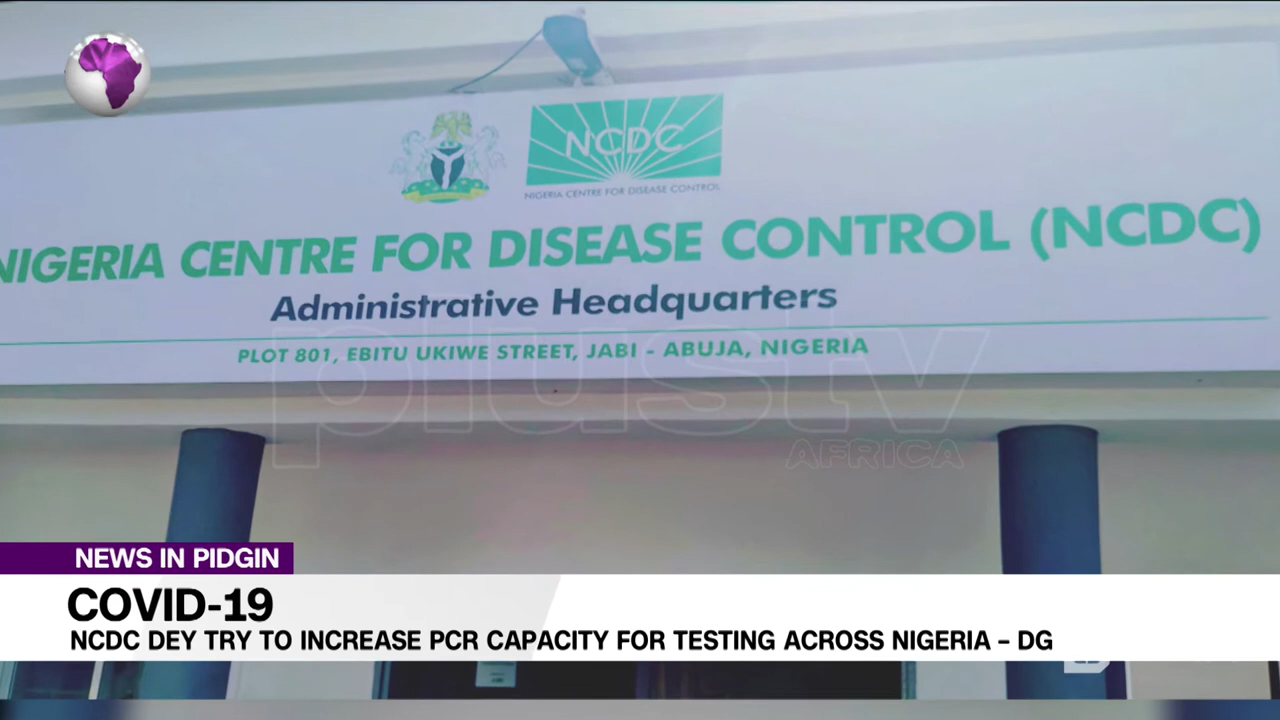 NCDC
NIGERIA CENTRE FOR DISEASE CONTROL
NIGERIA CENTRE FOR DISEASE CONTROL (NCDC)
Administrative Headquarters
PLOT 801, EBITU UKIWE STREET, JABI - ABUJA, NIGERIA
plustv
AFRICA
NEWS IN PIDGIN
COVID-19
NCDC DEY TRY TO INCREASE PCR CAPACITY FOR TESTING ACROSS NIGERIA – DG